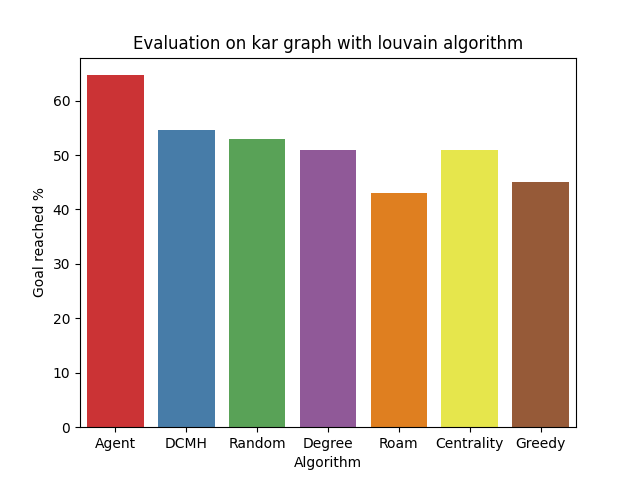 Evaluation on kar graph with louvain algorithm
Goal reached %
60
50
40
30
20
10
0
Agent DCMH Random Degree Roam Centrality Greedy
Algorithm